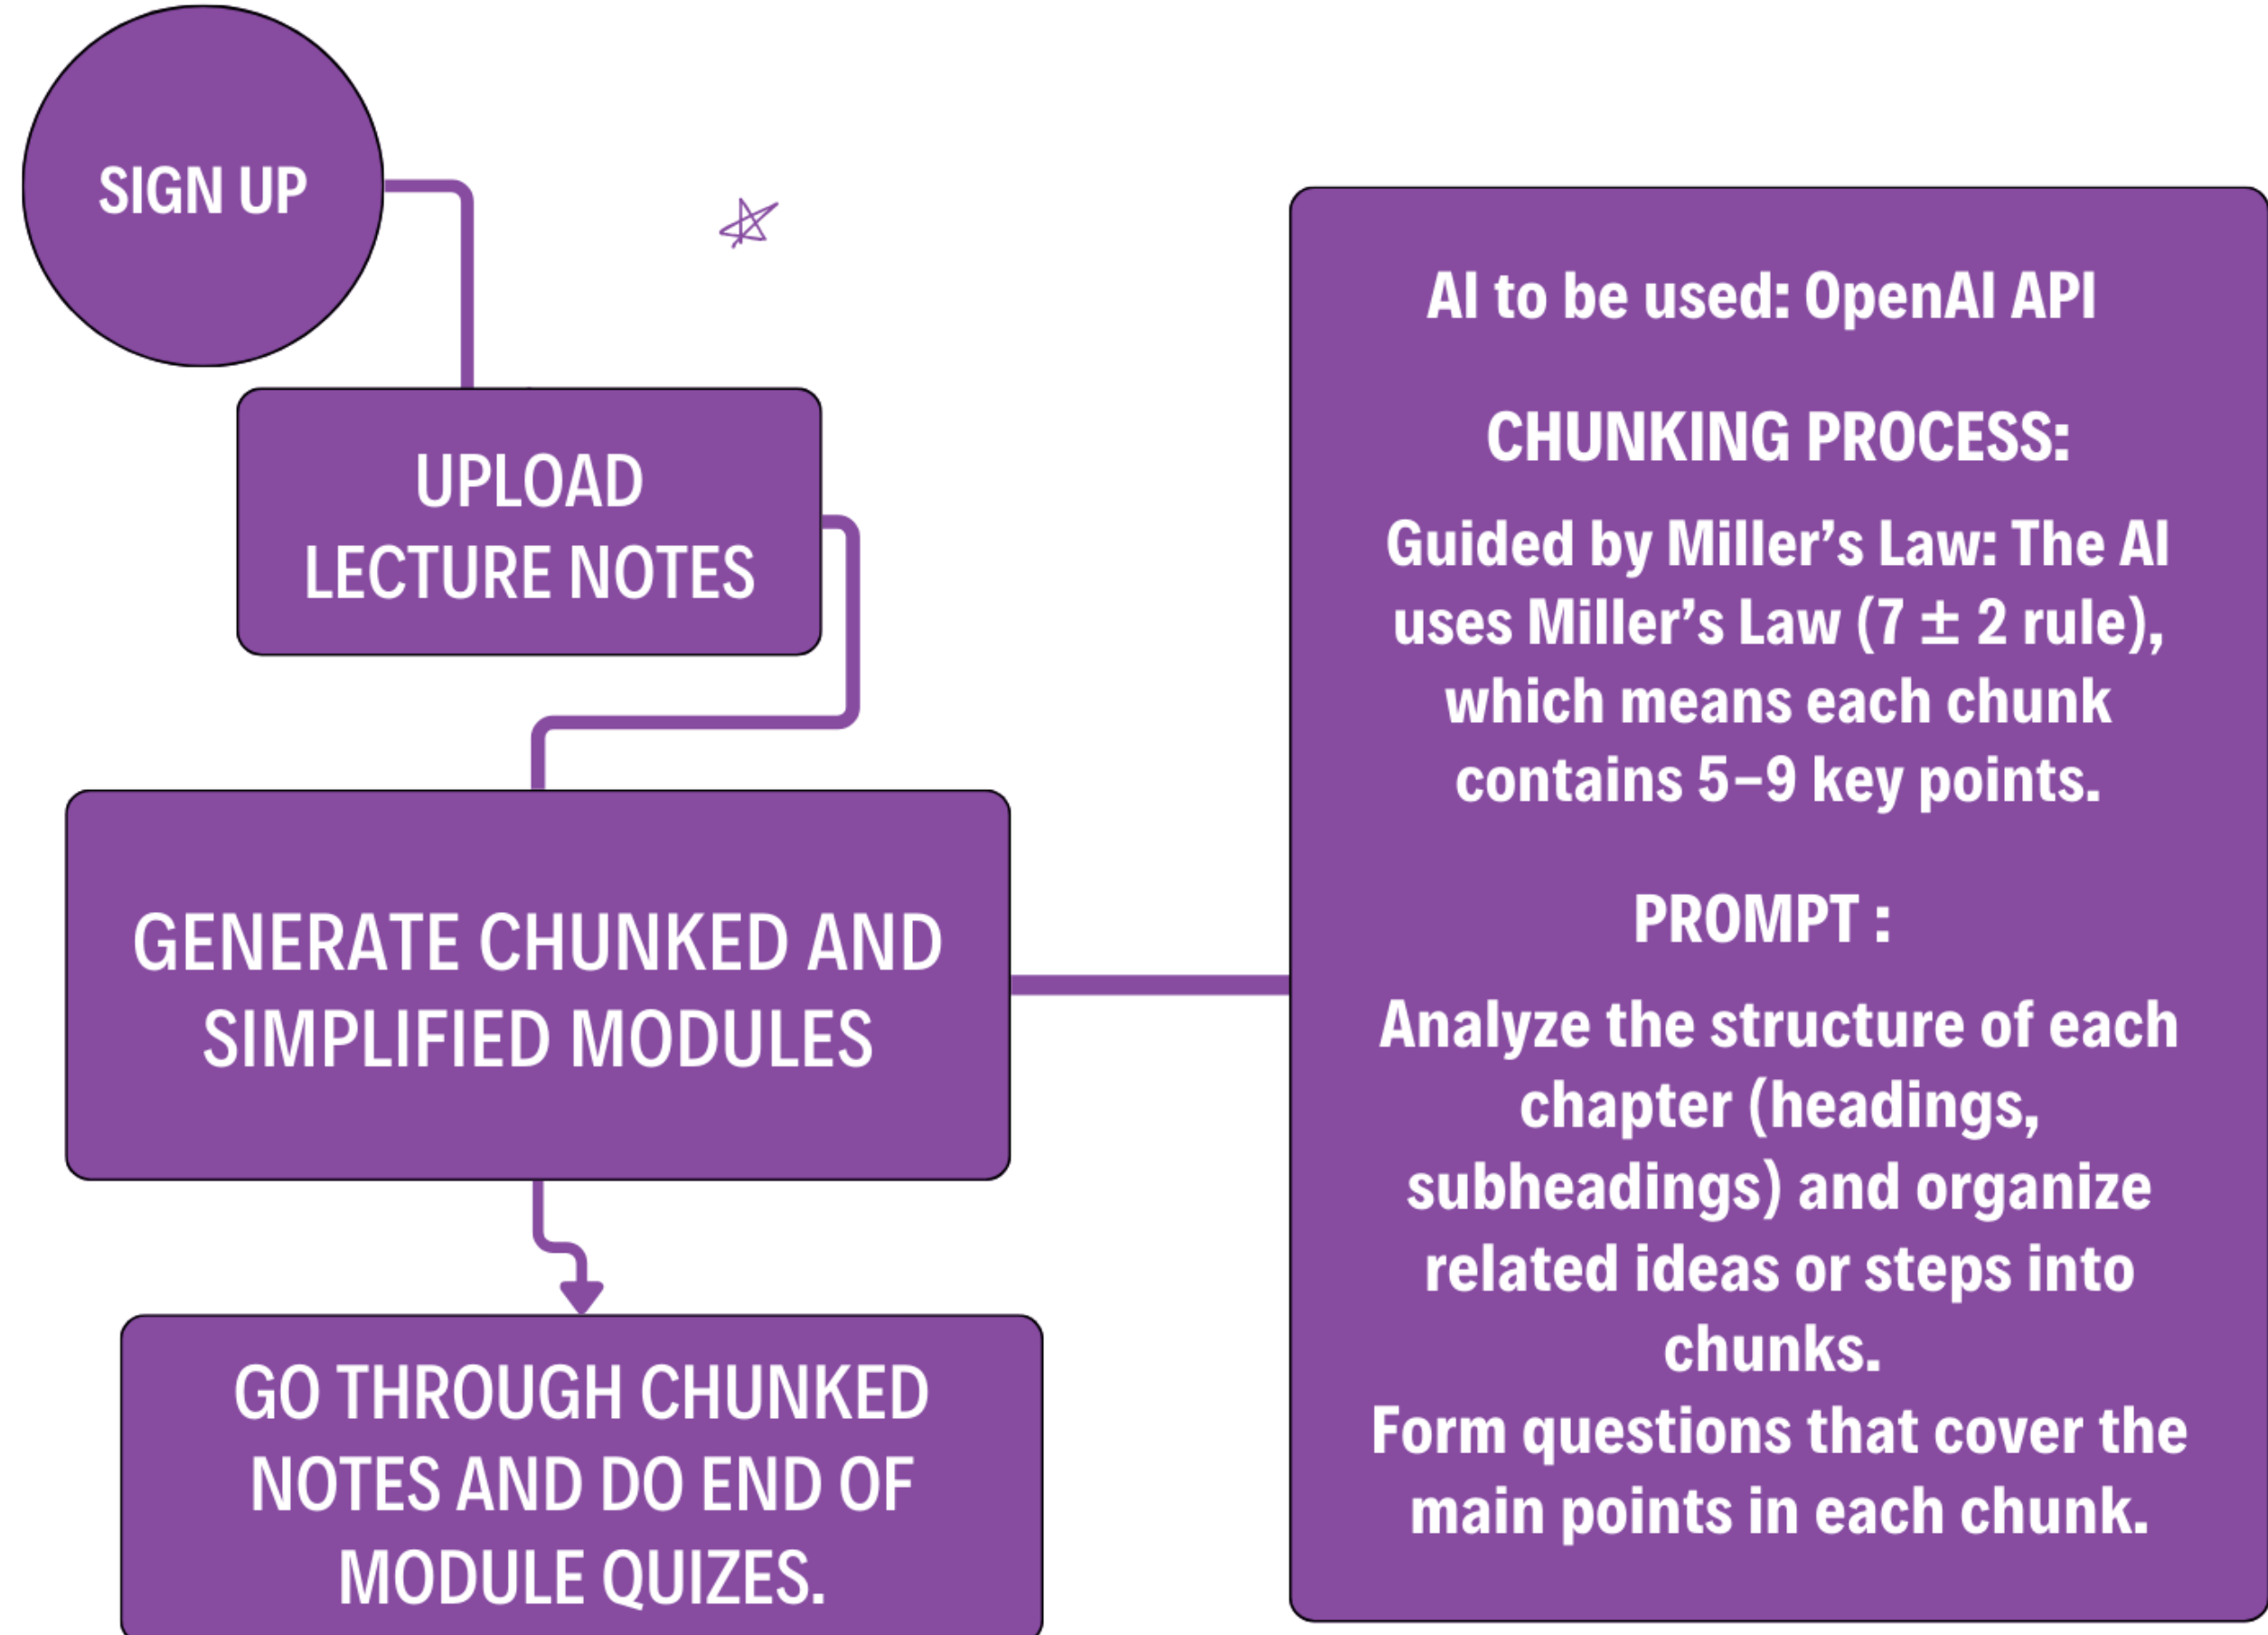 SIGN UP
UPLOAD
LECTURE NOTES
GENERATE CHUNKED AND
SIMPLIFIED MODULES
GO THROUGH CHUNKED
NOTES AND DO END OF
MODULE QUIZES.
AI to be used: OpenAI API
CHUNKING PROCESS:
Guided by Miller’s Law: The AI
uses Miller’s Law (7 ± 2 rule),
which means each chunk
contains 5–9 key points.
PROMPT :
Analyze the structure of each
chapter (headings,
subheadings) and organize
related ideas or steps into
chunks.
Form questions that cover the
main points in each chunk.